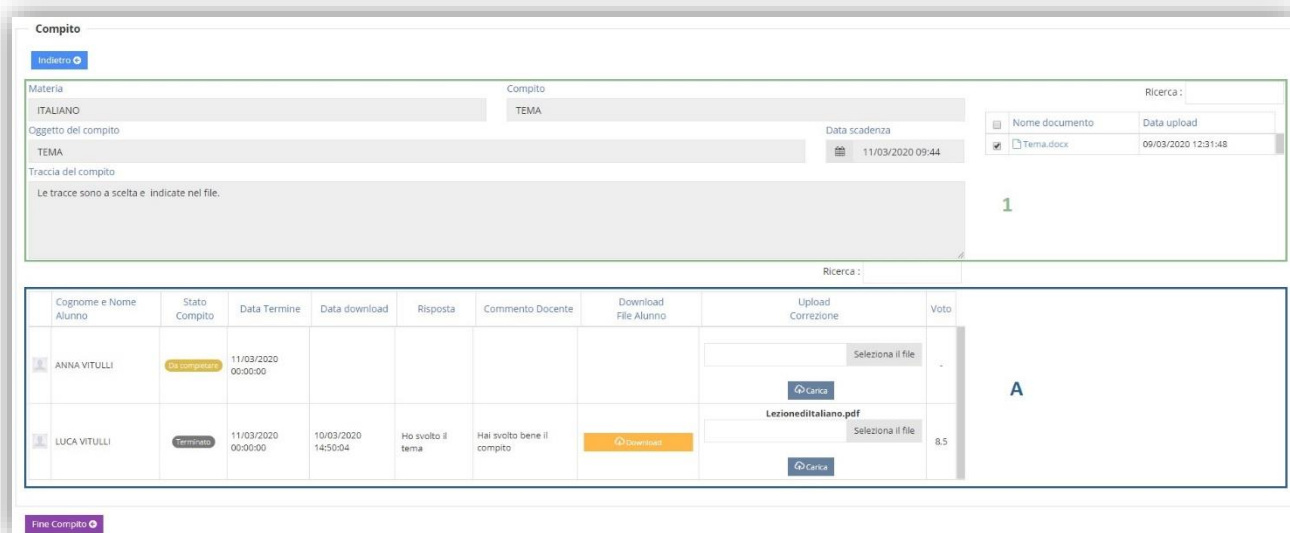 Compito
Indietro
Materia
Compito
Ricerca :
ITALIANO
TEMA
Nome documento
Data upload
Oggetto del compito
Data scadenza
Tema.docx
09/03/2020 12:31:48
TEMA
11/03/2020 09:44
Traccia del compito
Le tracce sono a scelta e indicate nel file.
1
Ricerca :
Cognome e Nome
Alunno
Stato
Compito
Data Termine
Data download
Risposta
Commento Docente
Download
File Alunno
Upload
Correzione
Voto
ANNA VITULLI
Da completare
11/03/2020
00:00:00
Seleziona il file
Carica
-
A
LUCA VITULLI
Terminato
11/03/2020
00:00:00
10/03/2020
14:50:04
Ho svolto il
tema
Hai svolto bene il
compito
Download
LezionediItaliano.pdf
Seleziona il file
Carica
8.5
Fine Compito